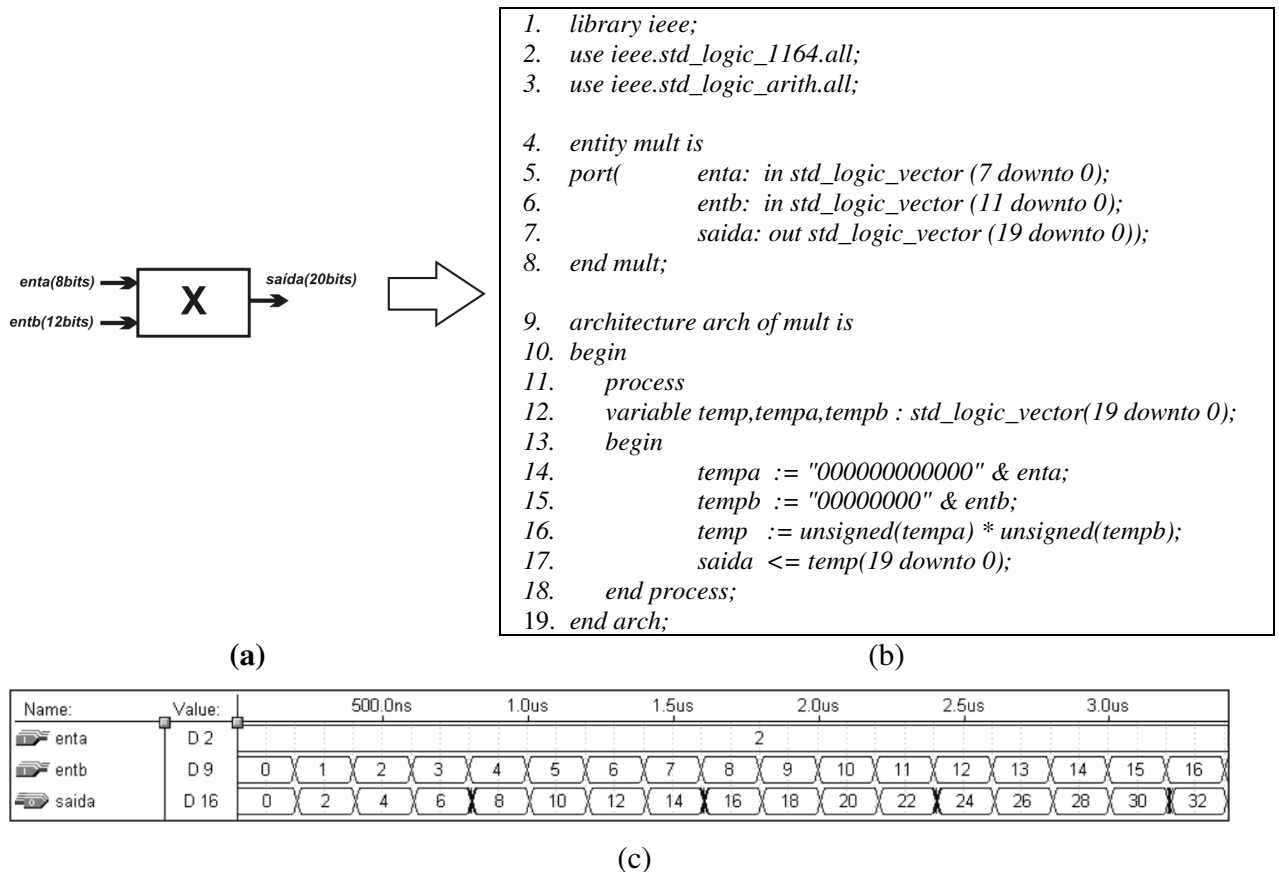 1. library ieee;
2. use ieee.std_logic_1164.all;
3. use ieee.std_logic_arith.all;
4. entity mult is
5. port( enta: in std_logic_vector (7 downto 0);
6. entb: in std_logic_vector (11 downto 0);
7. saida: out std_logic_vector (19 downto 0));
8. end mult;
9. architecture arch of mult is
10. begin
11. process
12. variable temp,tempa,tempb : std_logic_vector(19 downto 0);
13. begin
14. tempa := "000000000000" & enta;
15. tempb := "00000000" & entb;
16. temp := unsigned(tempa) * unsigned(tempb);
17. saida <= temp(19 downto 0);
18. end process;
19. end arch;
enta(8bits)
entb(12bits)
X
saída(20bits)
(a)
(b)
Name: Value: 500.0ns 1.0us 1.5us 2.0us 2.5us 3.0us
enta D 2 2
entb D 9 0 1 2 3 4 5 6 7 8 9 10 11 12 13 14 15 16
saida D 16 0 2 4 6 8 10 12 14 16 18 20 22 24 26 28 30 32
(c)